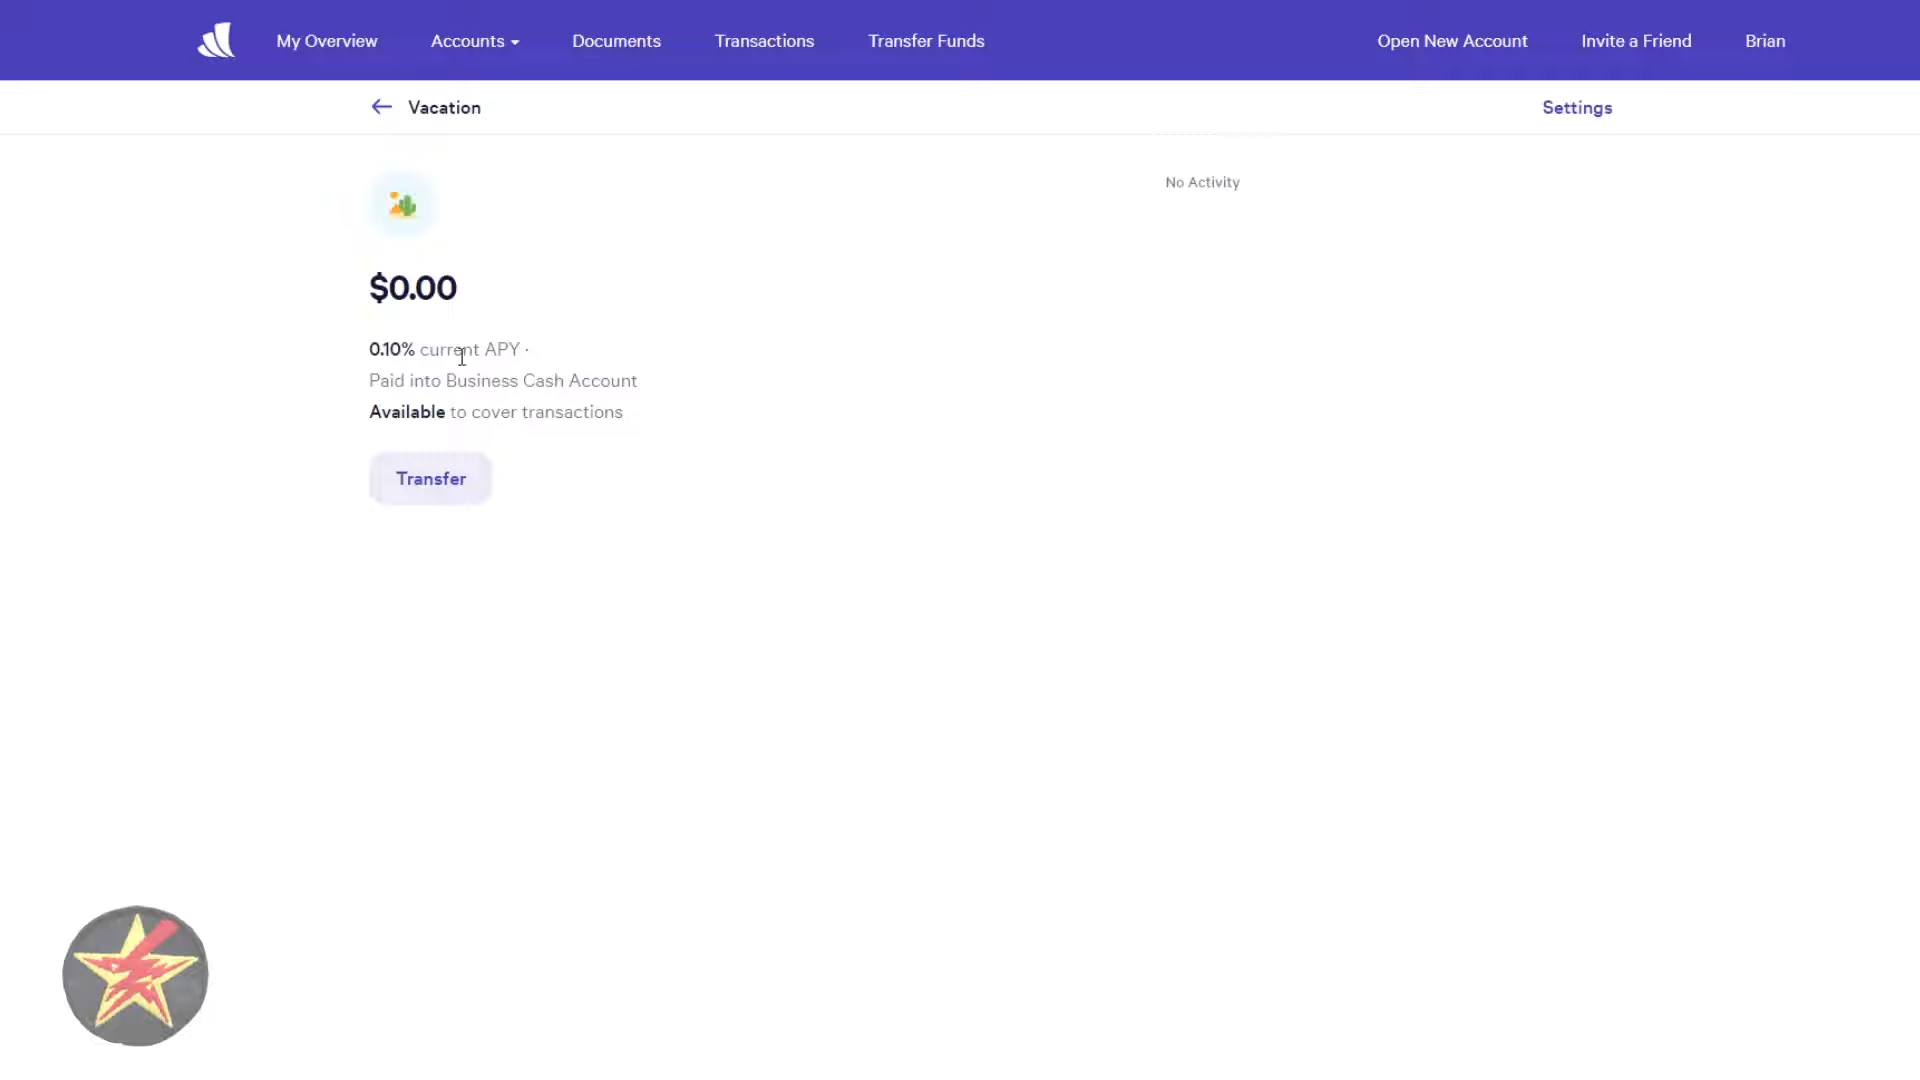 My Overview
Accounts
Documents
Transactions
Transfer Funds
Open New Account
Invite a Friend
Brian
Vacation
Settings
No Activity
$0.00
0.10% current APY ·
Paid into Business Cash Account
Available to cover transactions
Transfer